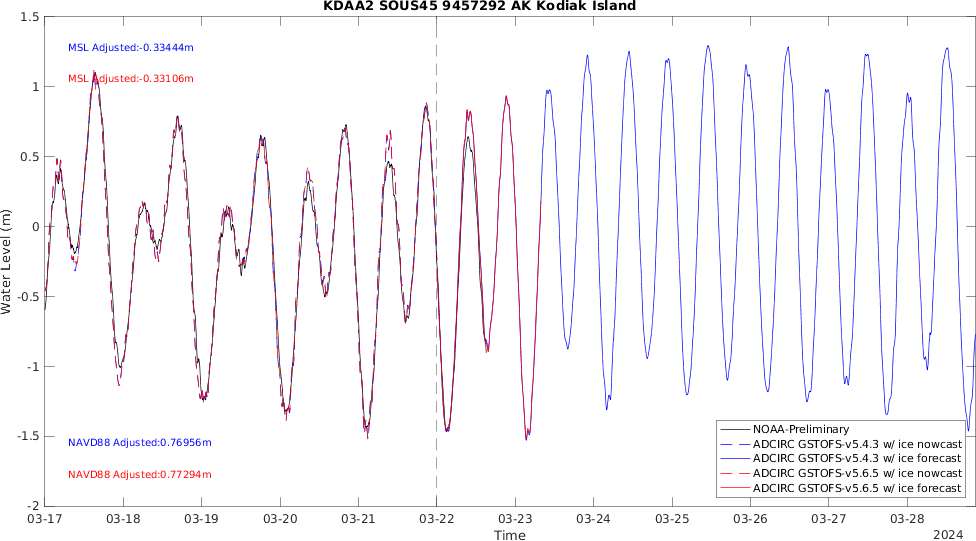 KDAA2 SOUS45 9457292 AK Kodiak Island
1.5
MSL Adjusted:-0.33444m
MSL Adjusted:-0.33106m
1
0.5
0
-0.5
-1
-1.5
-2
Water Level (m)
NAVD88 Adjusted:0.76956m
NAVD88 Adjusted:0.77294m
NOAA-Preliminary
ADCIRC GSTOFS-v5.4.3 w/ ice nowcast
ADCIRC GSTOFS-v5.4.3 w/ ice forecast
ADCIRC GSTOFS-v5.6.5 w/ ice nowcast
ADCIRC GSTOFS-v5.6.5 w/ ice forecast
03-17 03-18 03-19 03-20 03-21 03-22 03-23 03-24 03-25 03-26 03-27 03-28
Time
2024